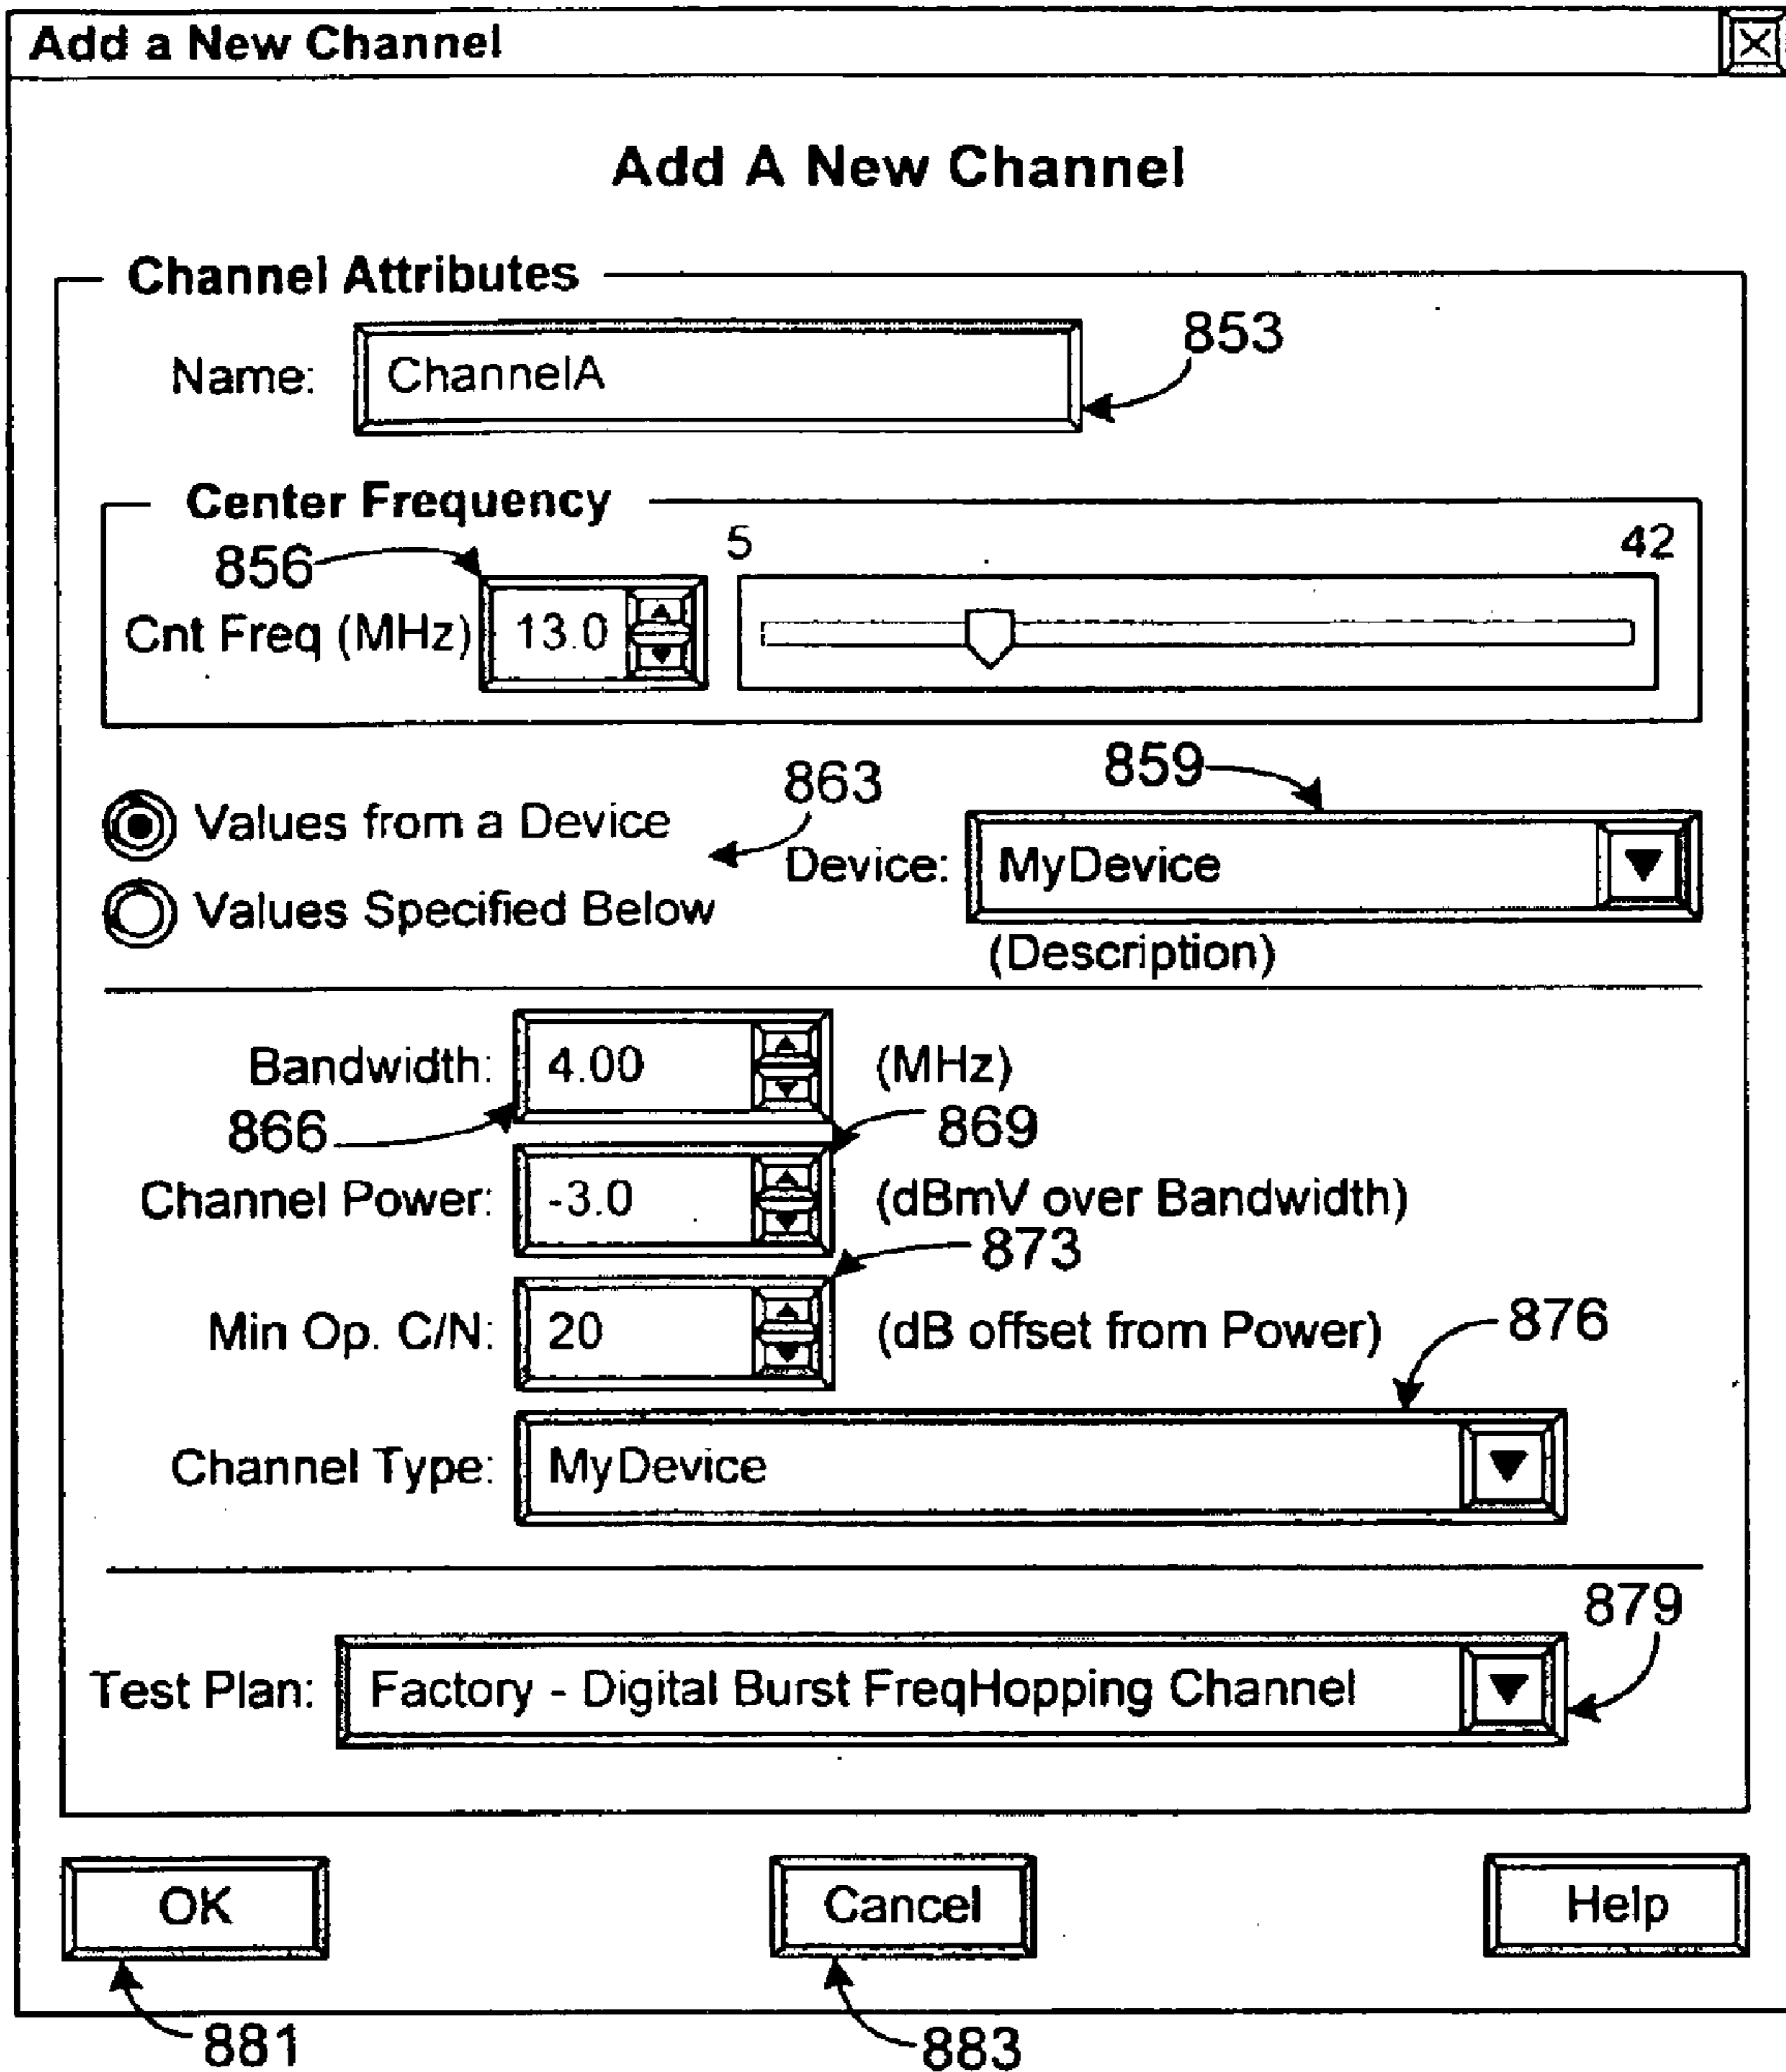 Add a New Channel
Add A New Channel
Channel Attributes
853
Name: ChannelA
Center Frequency
856 5 42
Cnt Freq (MHz) 13.0
863 859
Values from a Device
Device: MyDevice
Values Specified Below
(Description)
Bandwidth: 4.00 (MHz)
866 869
Channel Power: -3.0 (dBmV over Bandwidth)
873
Min Op. C/N: 20 (dB offset from Power) 876
Channel Type: MyDevice
879
Test Plan: Factory - Digital Burst FreqHopping Channel
OK Cancel Help
881 883